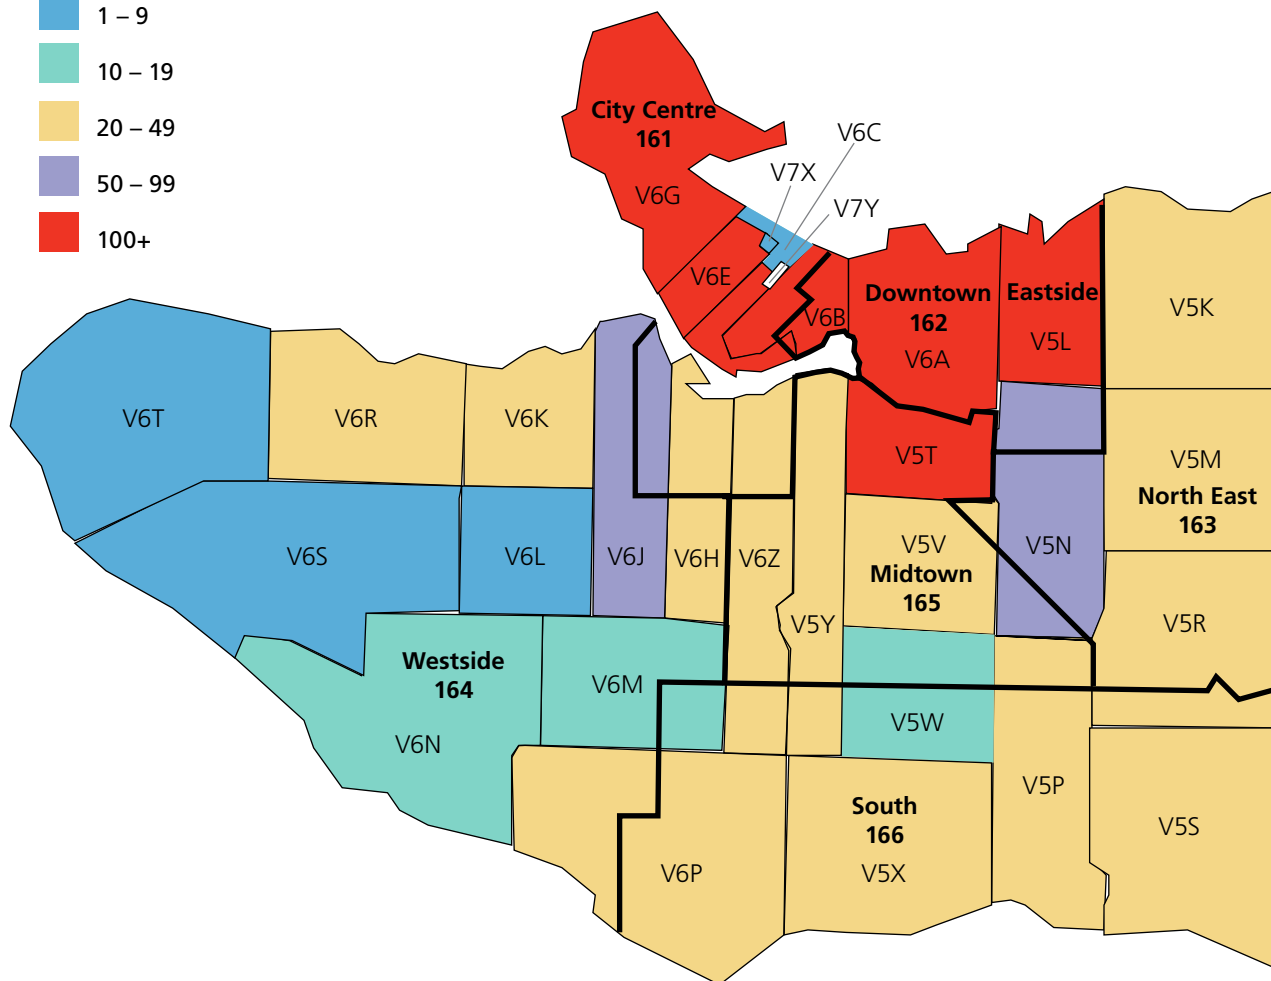 1 – 9
10 – 19
20 – 49
50 – 99
100+
City Centre
161
V6C
V7X
V7Y
V6G
V6E
V6B
Downtown
162
V6A
Eastside
V5L
V5K
V6T
V6R
V6K
V5T
V5M
North East
163
V6S
V6L
V6J
V6H
V6Z
V5V
Midtown
165
V5N
V5Y
V5R
Westside
164
V6M
V6N
V5W
V5P
South
166
V5X
V6P
V5S